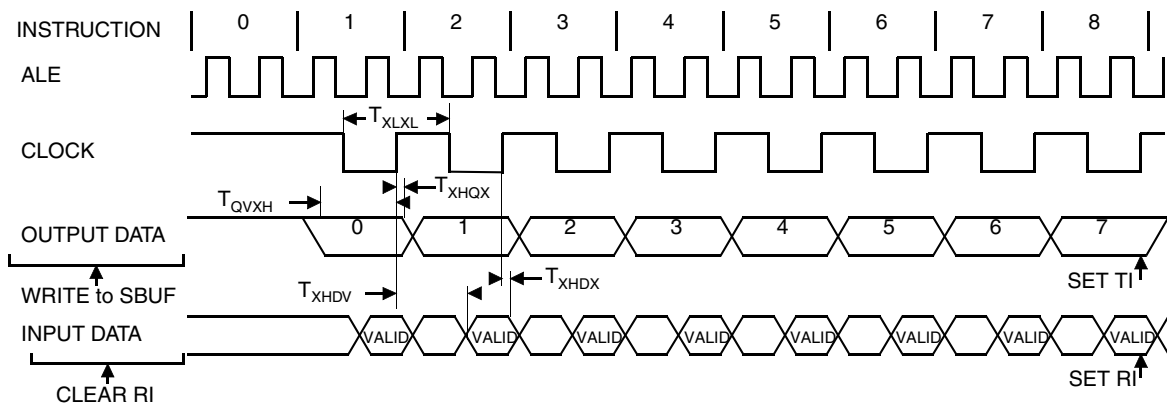 INSTRUCTION 0 1 2 3 4 5 6 7 8
ALE
TXLXL
CLOCK
TQVXH TXHQX
OUTPUT DATA 0 1 2 3 4 5 6 7
WRITE to SBUF TXHDV TXHDX SET TI
INPUT DATA VALID VALID VALID VALID VALID VALID VALID VALID
CLEAR RI SET RI